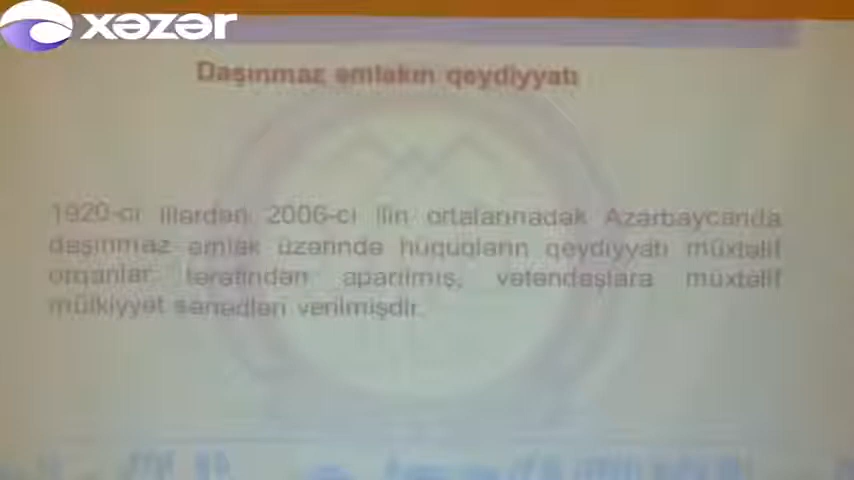 xəzər
Daşınmaz əmlakın qeydiyyatı
1920-ci illərdən 2006-cı ilin ortalarınadək Azərbaycanda
daşınmaz əmlak üzərində hüquqların qeydiyyatı müxtəlif
orqanlar tərəfindən aparılmış, vətəndaşlara müxtəlif
mülkiyyət sənədləri verilmişdir.